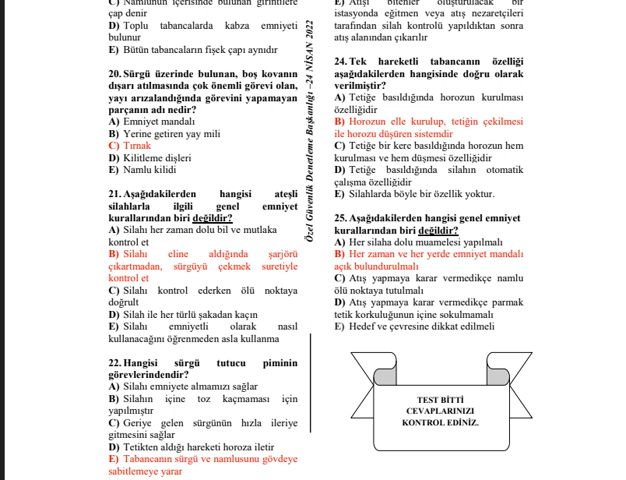 C) Namlunun içerisinde bulunan girintilere
çap denir
D) Toplu tabancalarda kabza emniyeti
bulunur
E) Bütün tabancaların fişek çapı aynıdır
20. Sürgü üzerinde bulunan, boş kovanın
dışarı atılmasında çok önemli görevi olan,
yayı arızalandığında görevini yapamayan
parçanın adı nedir?
A) Emniyet mandalı
B) Yerine getiren yay mili
C) Tırnak
D) Kilitleme dişleri
E) Namlu kilidi
21. Aşağıdakilerden hangisi ateşli
silahlarla ilgili genel emniyet
kurallarından biri değildir?
A) Silahı her zaman dolu bil ve mutlaka
kontrol et
B) Silahı eline aldığında şarjörü
çıkartmadan, sürgüyü çekmek suretiyle
kontrol et
C) Silahı kontrol ederken ölü noktaya
doğrult
D) Silah ile her türlü şakadan kaçın
E) Silahı emniyetli olarak nasıl
kullanacağını öğrenmeden asla kullanma
22. Hangisi sürgü tutucu piminin
görevlerindendir?
A) Silahı emniyete almamızı sağlar
B) Silahın içine toz kaçmaması için
yapılmıştır
C) Geriye gelen sürgünün hızla ileriye
gitmesini sağlar
D) Tetikten aldığı hareketi horoza iletir
E) Tabancanın sürgü ve namlusunu gövdeye
sabitlemeye yarar
Özel Güvenlik Denetleme Başkanlığı –24 NİSAN 2022
E) Atışı bitenler oluşturulacak bir
istasyonda eğitmen veya atış nezaretçileri
tarafından silah kontrolü yapıldıktan sonra
atış alanından çıkarılır
24. Tek hareketli tabancanın özelliği
aşağıdakilerden hangisinde doğru olarak
verilmiştir?
A) Tetiğe basıldığında horozun kurulması
özelliğidir
B) Horozun elle kurulup, tetiğin çekilmesi
ile horozu düşüren sistemdir
C) Tetiğe bir kere basıldığında horozun hem
kurulması ve hem düşmesi özelliğidir
D) Tetiğe basıldığında silahın otomatik
çalışma özelliğidir
E) Silahlarda böyle bir özellik yoktur.
25. Aşağıdakilerden hangisi genel emniyet
kurallarından biri değildir?
A) Her silaha dolu muamelesi yapılmalı
B) Her zaman ve her yerde emniyet mandalı
açık bulundurulmalı
C) Atış yapmaya karar vermedikçe namlu
ölü noktaya tutulmalı
D) Atış yapmaya karar vermedikçe parmak
tetik korkuluğunun içine sokulmamalı
E) Hedef ve çevresine dikkat edilmeli
TEST BİTTİ
CEVAPLARINIZI
KONTROL EDİNİZ.